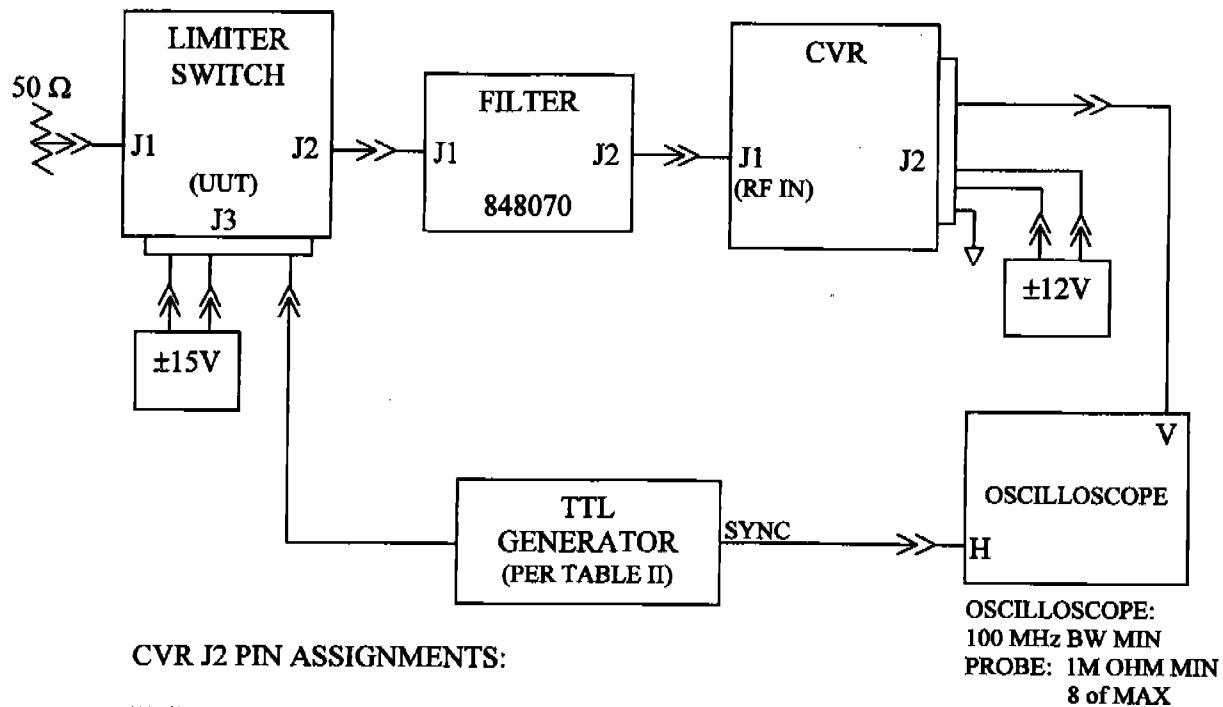 LIMITER
SWITCH
50 Ω
J1
J2
(UUT)
J3
±15V
FILTER
J1
J2
848070
CVR
J1
(RF IN)
J2
±12V
V
OSCILLOSCOPE
H
TTL
GENERATOR
(PER TABLE II)
SYNC
OSCILLOSCOPE:
100 MHz BW MIN
PROBE: 1M OHM MIN
8 of MAX
CVR J2 PIN ASSIGNMENTS: